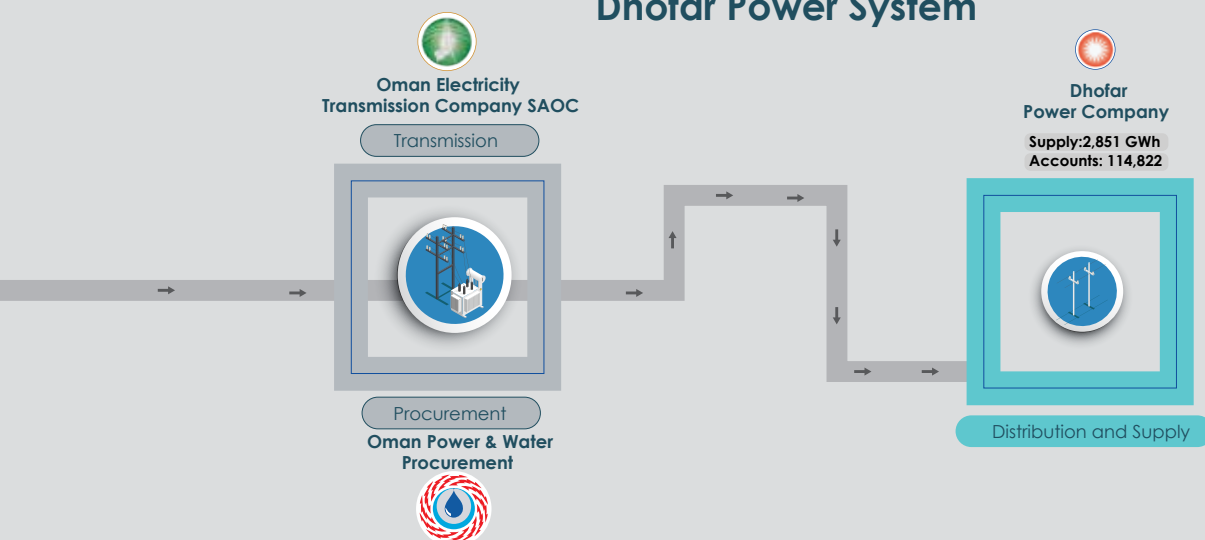 Dhofar Power System
Oman Electricity
Transmission Company SAOC
Transmission
Dhofar
Power Company
Supply:2,851 GWh
Accounts: 114,822
Procurement
Oman Power & Water
Procurement
Distribution and Supply